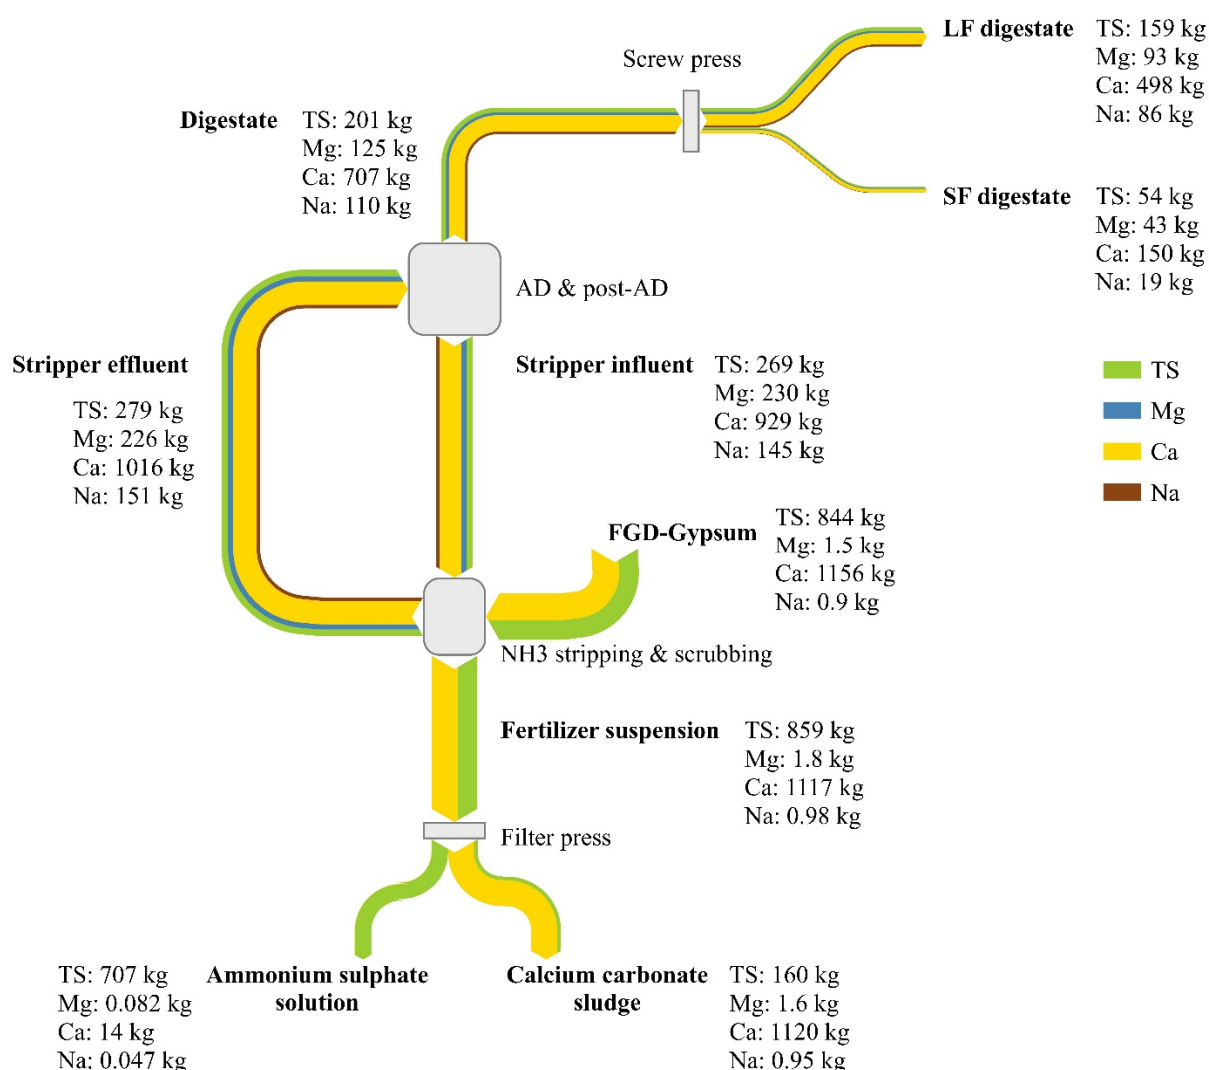 LF digestate
TS: 159 kg
Mg: 93 kg
Ca: 498 kg
Na: 86 kg
Screw press
Digestate
TS: 201 kg
Mg: 125 kg
Ca: 707 kg
Na: 110 kg
SF digestate
TS: 54 kg
Mg: 43 kg
Ca: 150 kg
Na: 19 kg
AD & post-AD
Stripper effluent
TS: 279 kg
Mg: 226 kg
Ca: 1016 kg
Na: 151 kg
Stripper influent
TS: 269 kg
Mg: 230 kg
Ca: 929 kg
Na: 145 kg
TS
Mg
Ca
Na
FGD-Gypsum
TS: 844 kg
Mg: 1.5 kg
Ca: 1156 kg
Na: 0.9 kg
NH3 stripping & scrubbing
Fertilizer suspension
TS: 859 kg
Mg: 1.8 kg
Ca: 1117 kg
Na: 0.98 kg
Filter press
TS: 707 kg
Mg: 0.082 kg
Ca: 14 kg
Na: 0.047 kg
Ammonium sulphate
solution
Calcium carbonate
sludge
TS: 160 kg
Mg: 1.6 kg
Ca: 1120 kg
Na: 0.95 kg